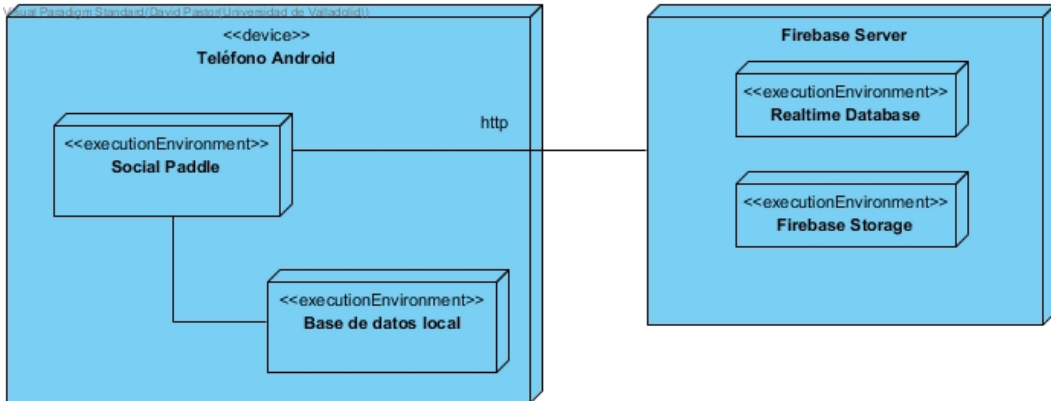 Visual Paradigm Standard(David Pastor(Universidad de Valladolid))
<<device>>
Teléfono Android
<<executionEnvironment>>
Social Paddle
http
<<executionEnvironment>>
Base de datos local
Firebase Server
<<executionEnvironment>>
Realtime Database
<<executionEnvironment>>
Firebase Storage